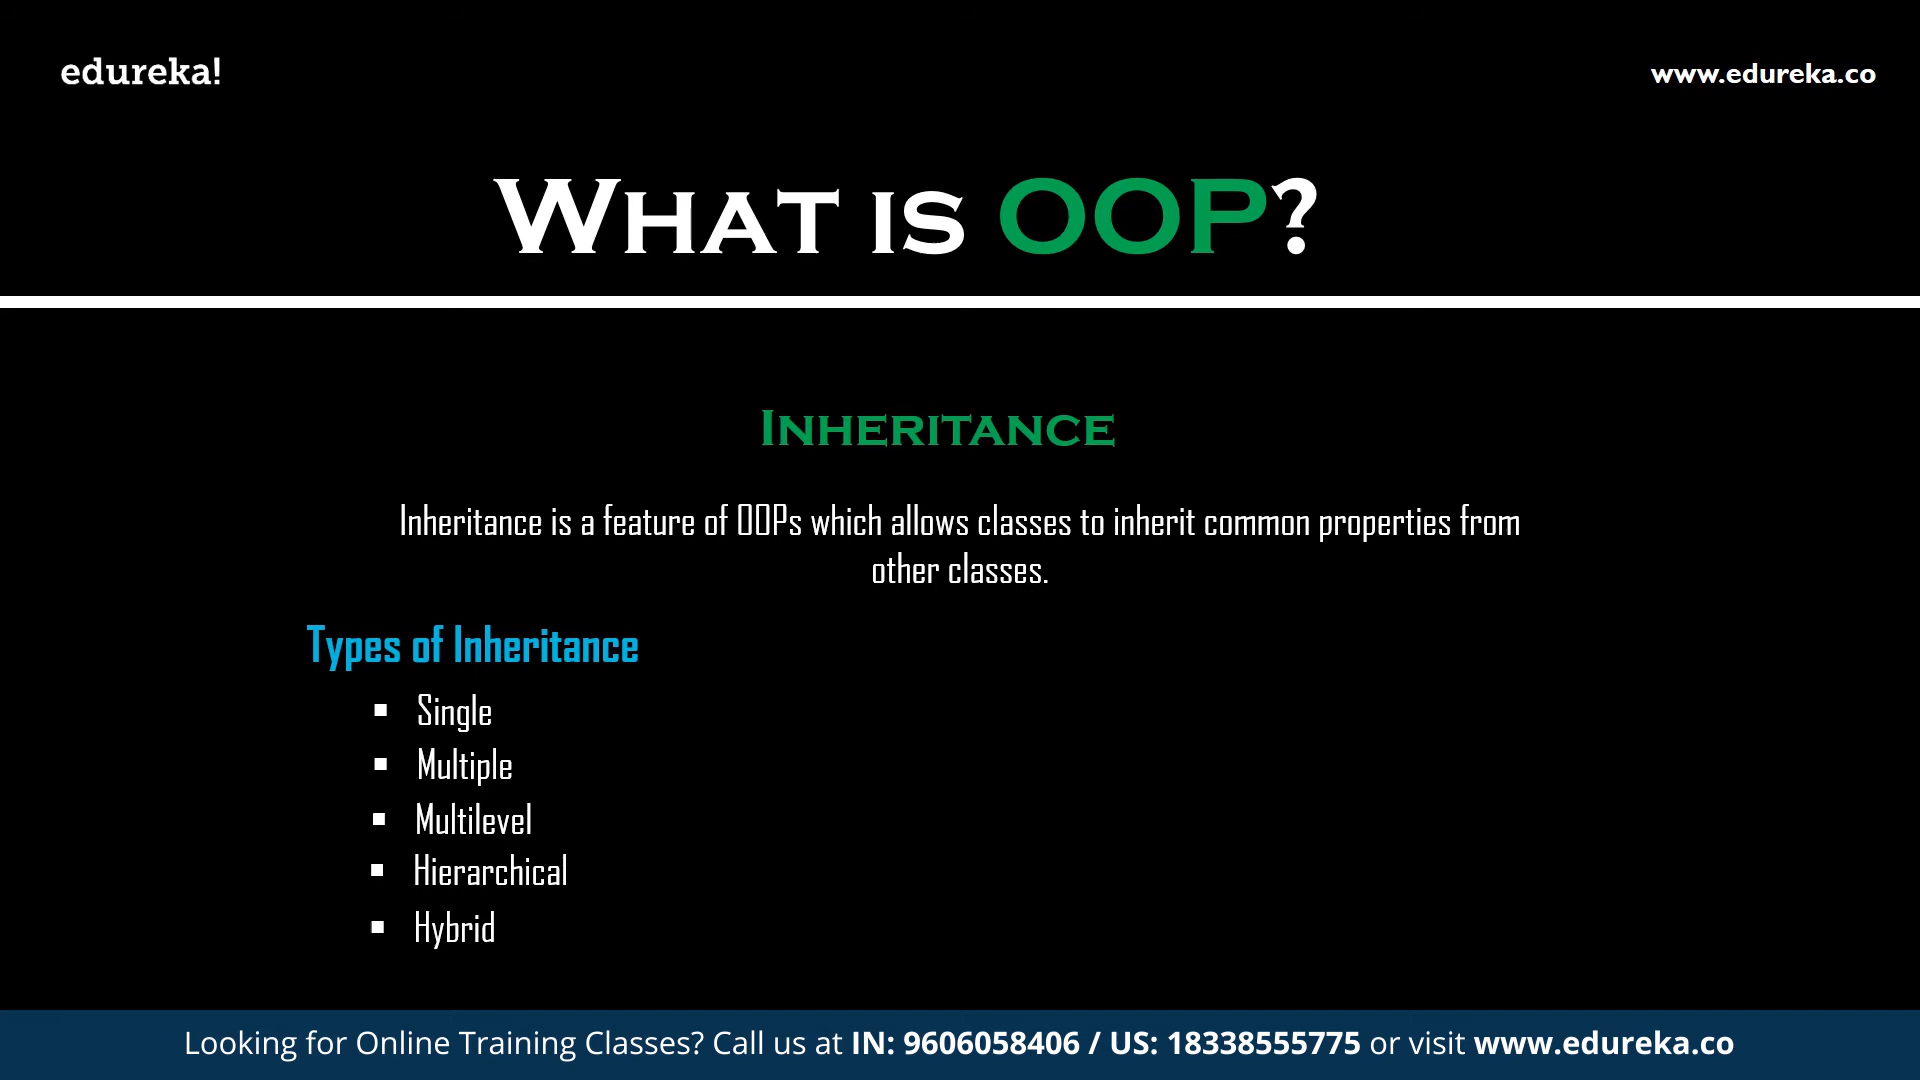 edureka!
www.edureka.co
WHAT IS OOP?
INHERITANCE
Inheritance is a feature of OOPs which allows classes to inherit common properties from
other classes.
Types of Inheritance
▪ Single
▪ Multiple
▪ Multilevel
▪ Hierarchical
▪ Hybrid
Looking for Online Training Classes? Call us at IN: 9606058406 / US: 18338555775 or visit www.edureka.co